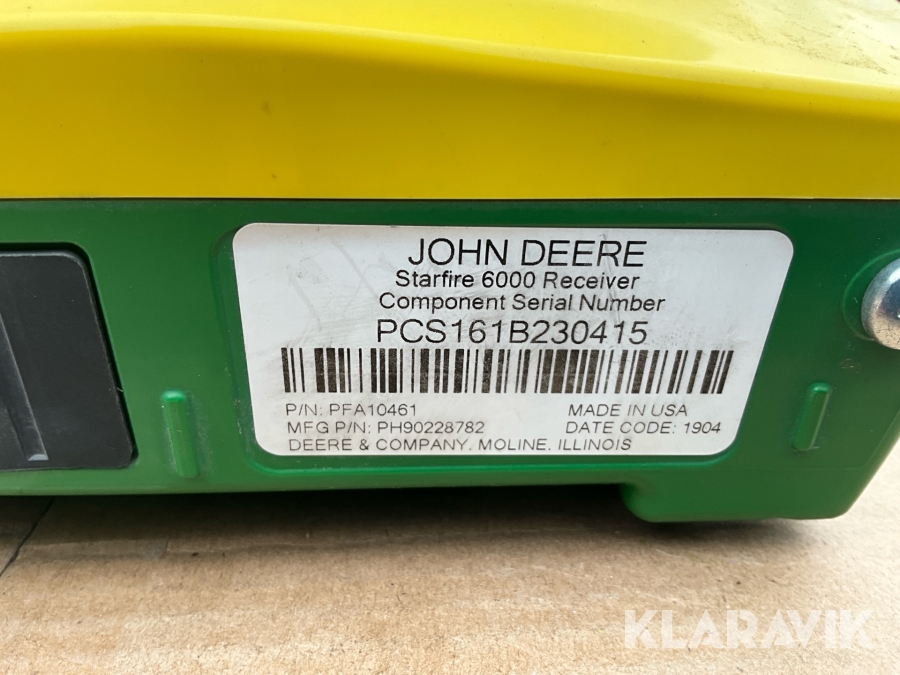 JOHN DEERE
Starfire 6000 Receiver
Component Serial Number
PCS161B230415
P/N: PFA10461
MADE IN USA
MFG P/N: PH90228782
DATE CODE: 1904
DEERE & COMPANY. MOLINE. ILLINOIS
KLARAVIK